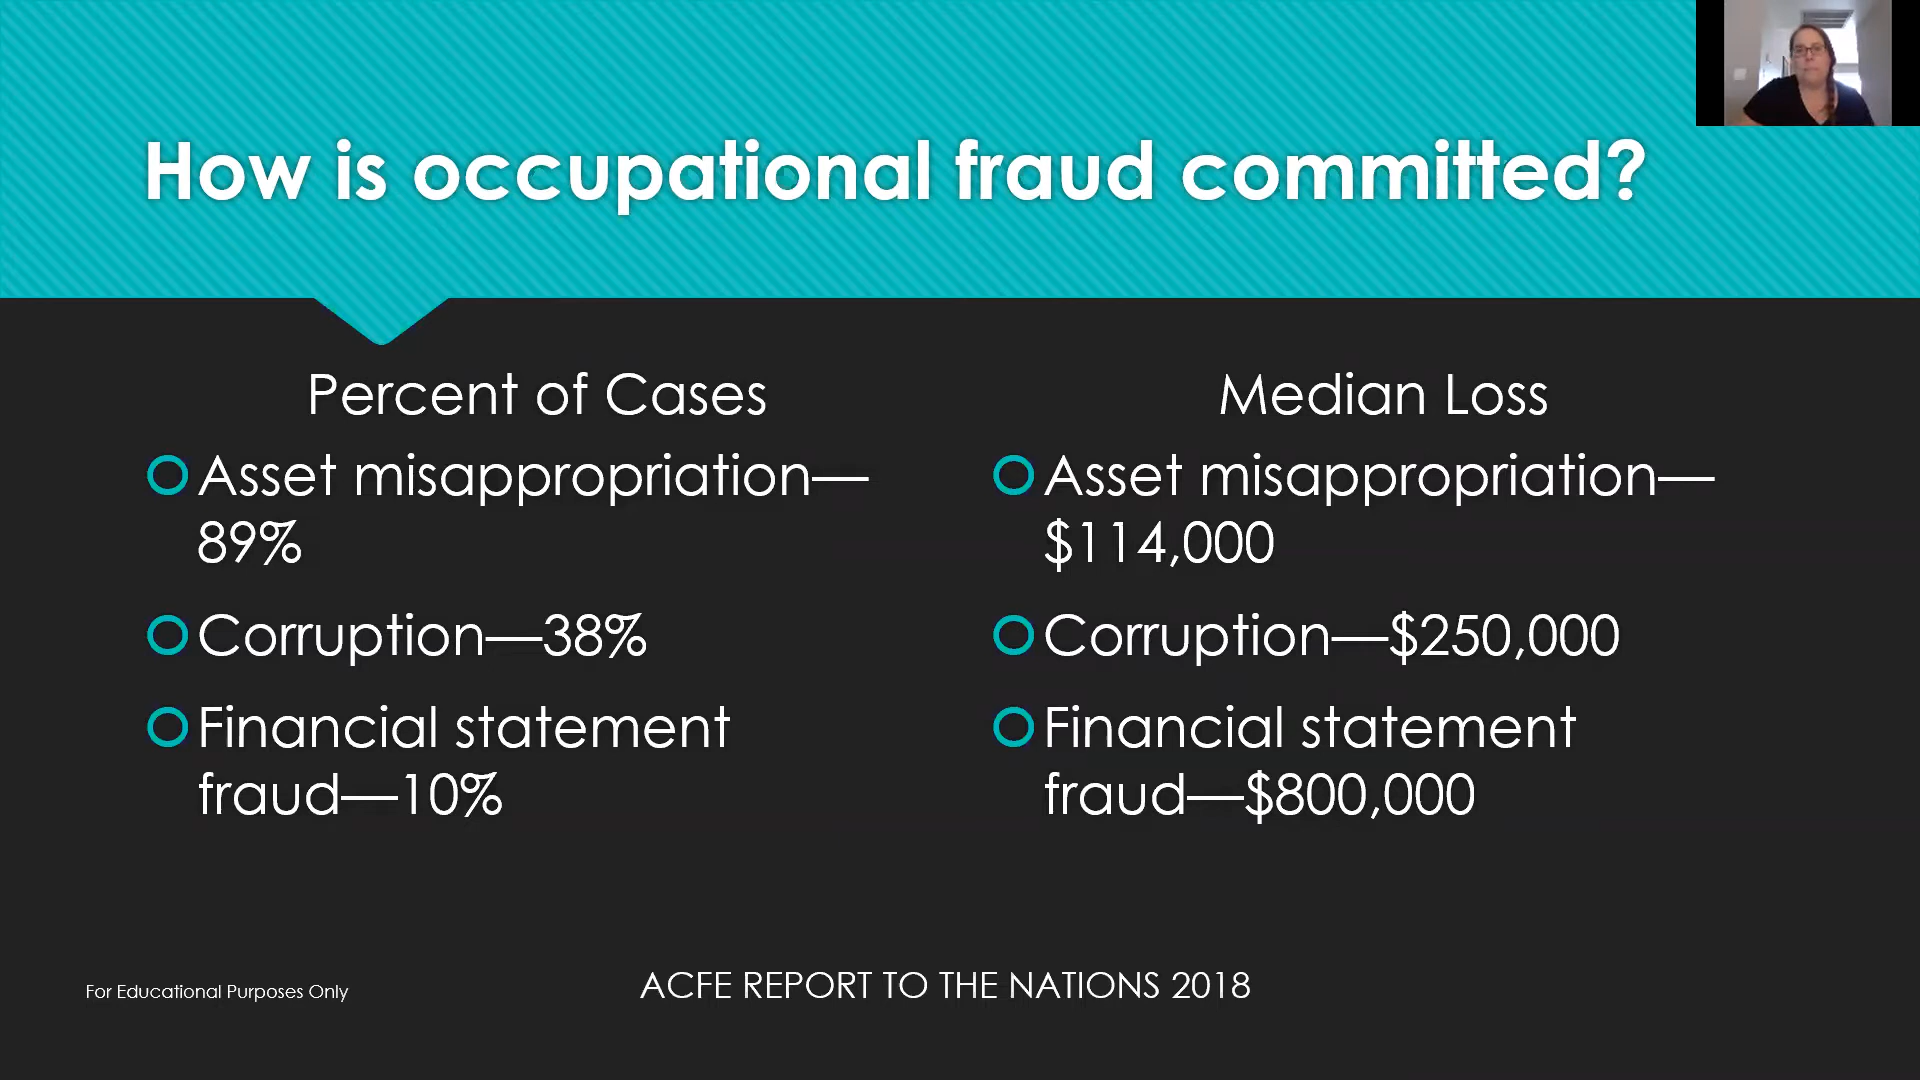 How is occupational fraud committed?
Percent of Cases
Asset misappropriation—
89%
Corruption—38%
Financial statement
fraud—10%
Median Loss
Asset misappropriation—
$114,000
Corruption—$250,000
Financial statement
fraud—$800,000
For Educational Purposes Only
ACFE REPORT TO THE NATIONS 2018